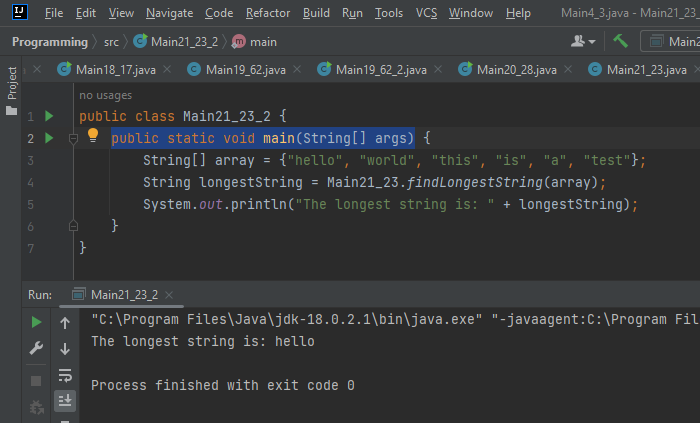 IJ File Edit View Navigate Code Refactor Build Run Tools VCS Window Help Main4_3.java - Main21_23
Programming src Main21_2_2 main Main2
Project
Main18_17.java Main19_62.java Main19_62_2.java Main20_28.java Main21_23.java
no usages
1 public class Main21_23_2 {
2 public static void main(String[] args) {
3 String[] array = {"hello", "world", "this", "is", "a", "test"};
4 String longestString = Main21_23.findLongestString(array);
5 System.out.println("The longest string is: " + longestString);
6 }
7 }
Run: Main21_23_2
"C:\Program Files\Java\jdk-18.0.2.1\bin\java.exe" "-javaagent:C:\Program Fil
The longest string is: hello
Process finished with exit code 0